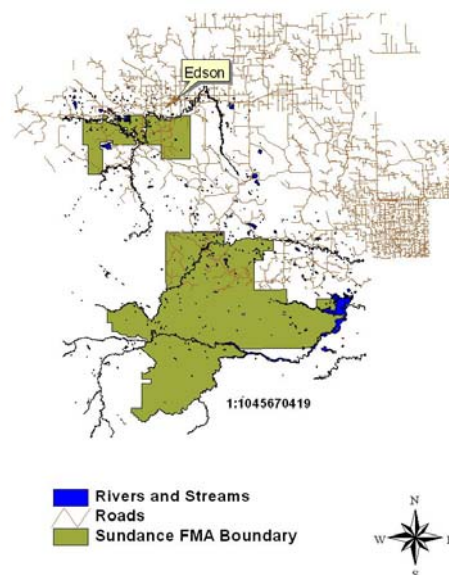 Edson
1:1045670419
Rivers and Streams
Roads
Sundance FMA Boundary
N
W
E
S